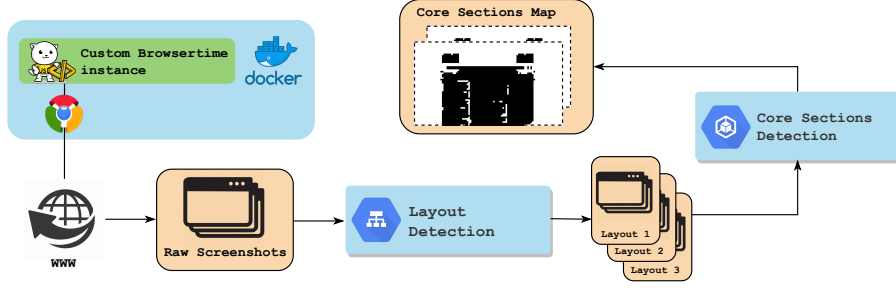 Core Sections Map
Custom Browsertime
instance
docker
Core Sections
Detection
Layout
Detection
Raw Screenshots
WWW
Layout 1
Layout 2
Layout 3